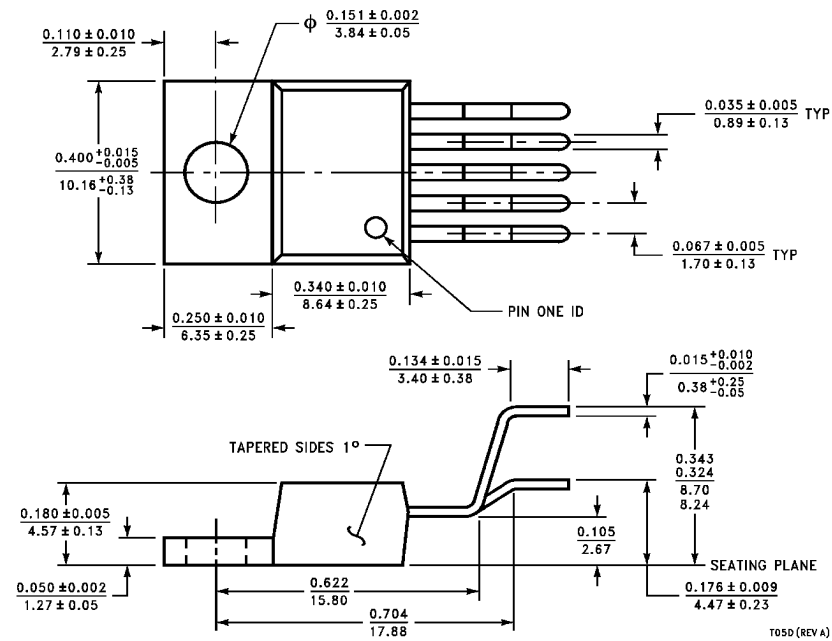 ϕ 0.151 ± 0.002
3.84 ± 0.05
0.110 ± 0.010
2.79 ± 0.25
0.035 ± 0.005
0.89 ± 0.13
TYP
0.400 +0.015 -0.005
10.16 +0.38 -0.13
0.067 ± 0.005
1.70 ± 0.13
TYP
0.340 ± 0.010
8.64 ± 0.25
PIN ONE ID
0.250 ± 0.010
6.35 ± 0.25
0.134 ± 0.015
3.40 ± 0.38
0.015 +0.010 -0.002
0.38 +0.25 -0.05
TAPERED SIDES 1°
0.343
0.324
8.70
8.24
0.180 ± 0.005
4.57 ± 0.13
0.105
2.67
SEATING PLANE
0.050 ± 0.002
1.27 ± 0.05
0.622
15.80
0.176 ± 0.009
4.47 ± 0.23
0.704
17.88
T05D (REV A)